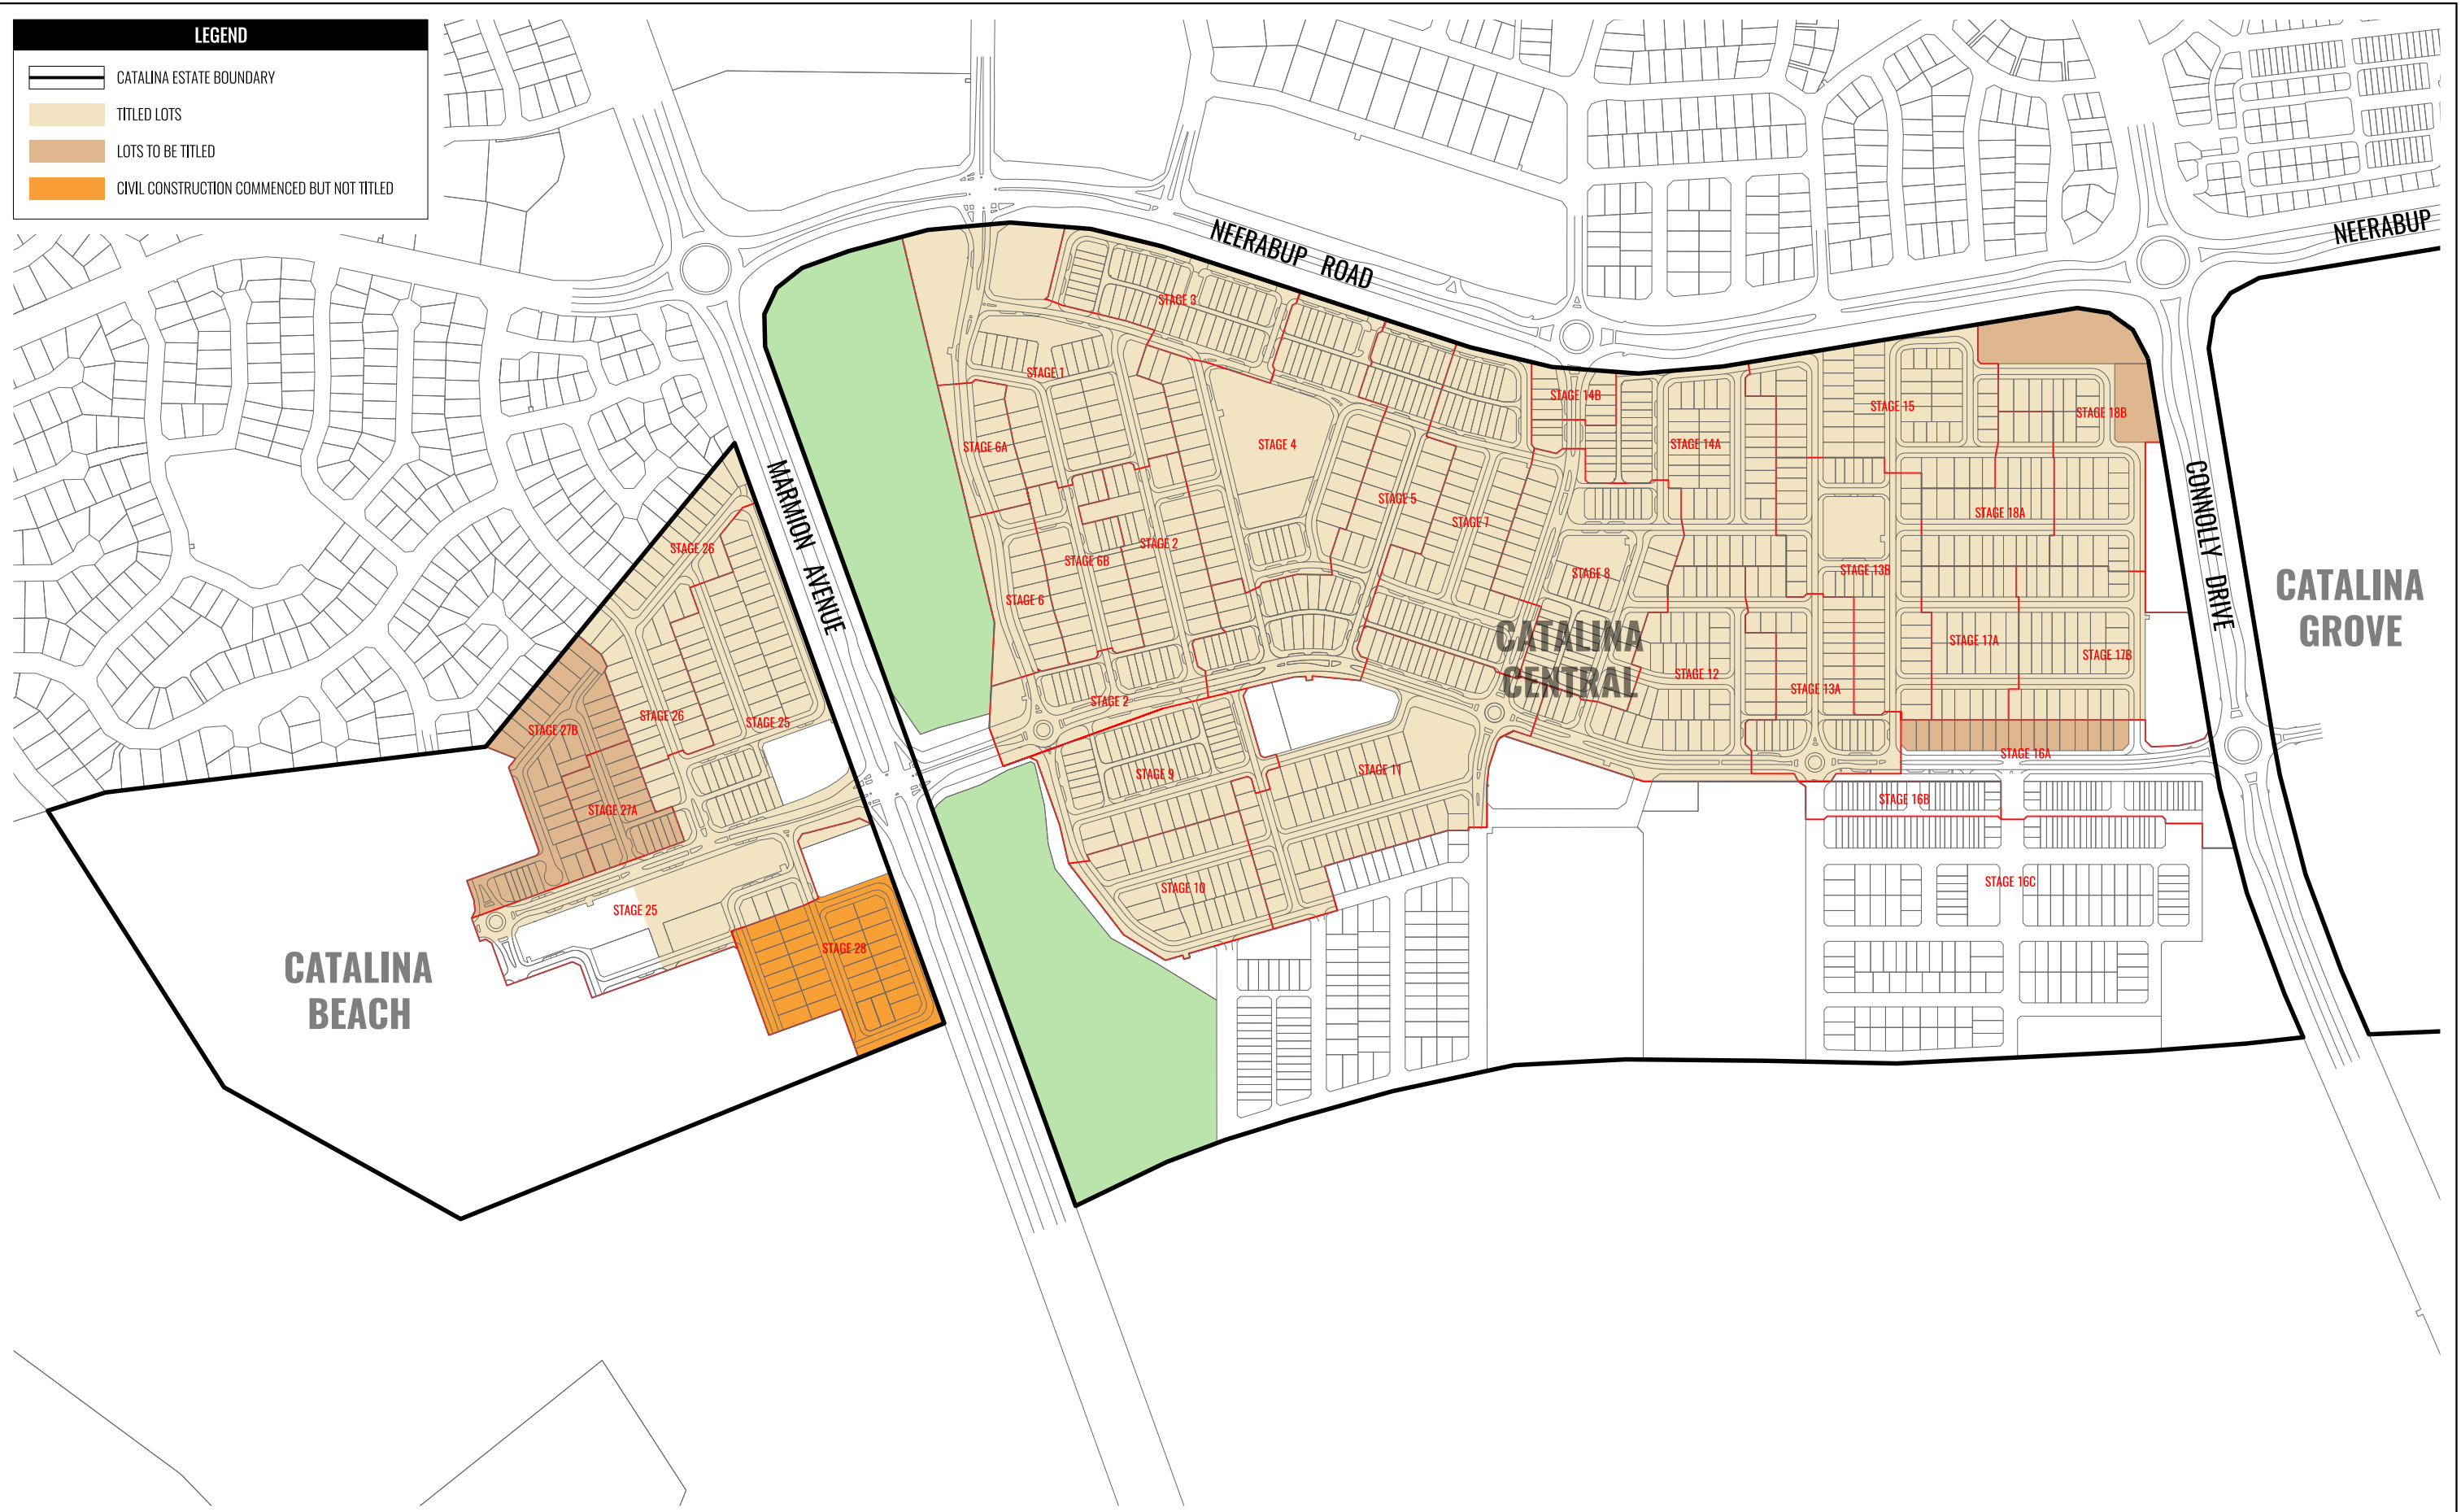 LEGEND
CATALINA ESTATE BOUNDARY
TITLED LOTS
LOTS TO BE TITLED
CIVIL CONSTRUCTION COMMENCED BUT NOT TITLED
NEERABUP ROAD
NEERABUP
MARMION AVENUE
CONNOLLY DRIVE
STAGE 3
STAGE 1
STAGE 14B
STAGE 15
STAGE 18B
STAGE 6A
STAGE 4
STAGE 14A
STAGE 5
STAGE 7
STAGE 18A
STAGE 26
STAGE 6B
STAGE 2
STAGE 8
STAGE 13B
STAGE 6
CATALINA
GROVE
CATALINA
CENTRAL
STAGE 17A
STAGE 17B
STAGE 12
STAGE 13A
STAGE 2
STAGE 27B
STAGE 26
STAGE 25
STAGE 9
STAGE 11
STAGE 16A
STAGE 27A
STAGE 16B
STAGE 10
STAGE 16C
STAGE 25
STAGE 28
CATALINA
BEACH